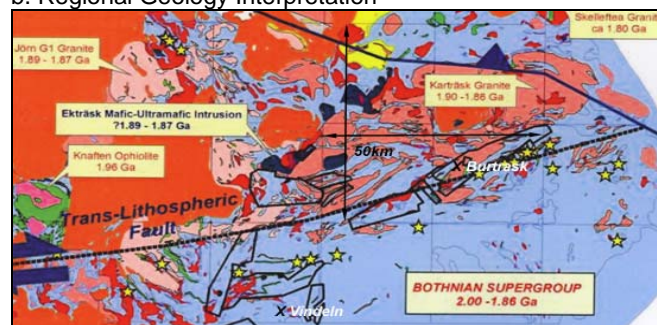 b. Regional Geology Interpretation
Skelleftea Granite
ca 1.80 Ga
Jörn G1 Granite
1.89 - 1.87 Ga
Karträsk Granite
1.90 -1.86 Ga
Ekträsk Mafic-Ultramafic Intrusion
?1.89 - 1.87 Ga
50km
X Burträsk
Knaften Ophiolite
1.96 Ga
Trans-Lithospheric
Fault
BOTHNIAN SUPERGROUP
2.00 -1.86 Ga
X Vindeln